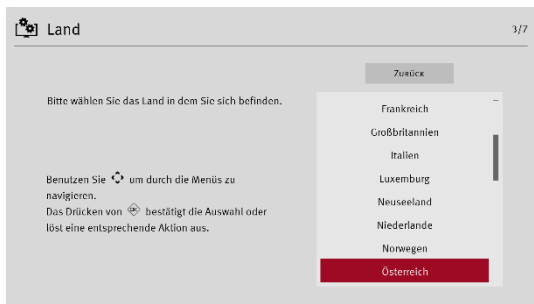 Land
3/7
Zurück
Bitte wählen Sie das Land in dem Sie sich befinden.
Frankreich
Großbritannien
Italien
Luxemburg
Neuseeland
Niederlande
Norwegen
Österreich
Benutzen Sie um durch die Menüs zu
navigieren.
Das Drücken von OK bestätigt die Auswahl oder
löst eine entsprechende Aktion aus.